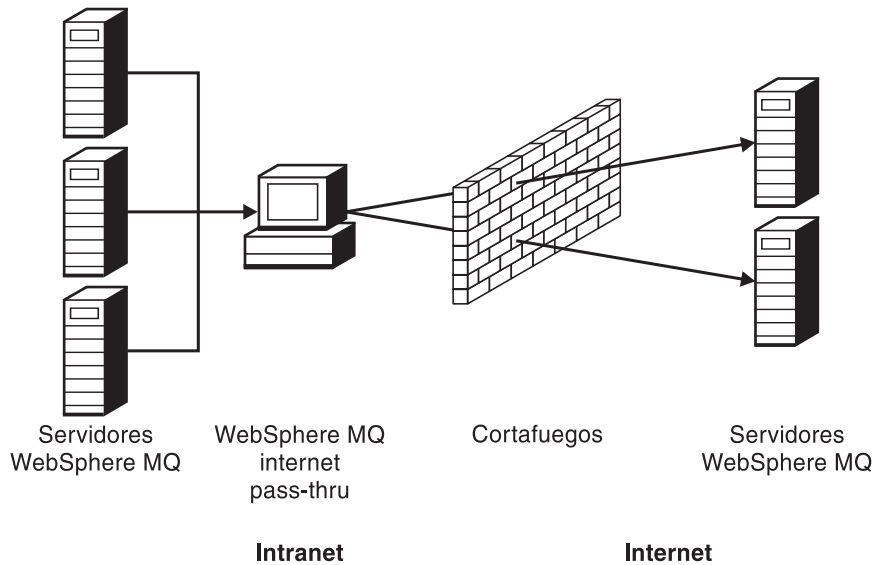 Servidores
WebSphere MQ
WebSphere MQ
internet
pass-thru
Cortafuegos
Servidores
WebSphere MQ
Intranet
Internet